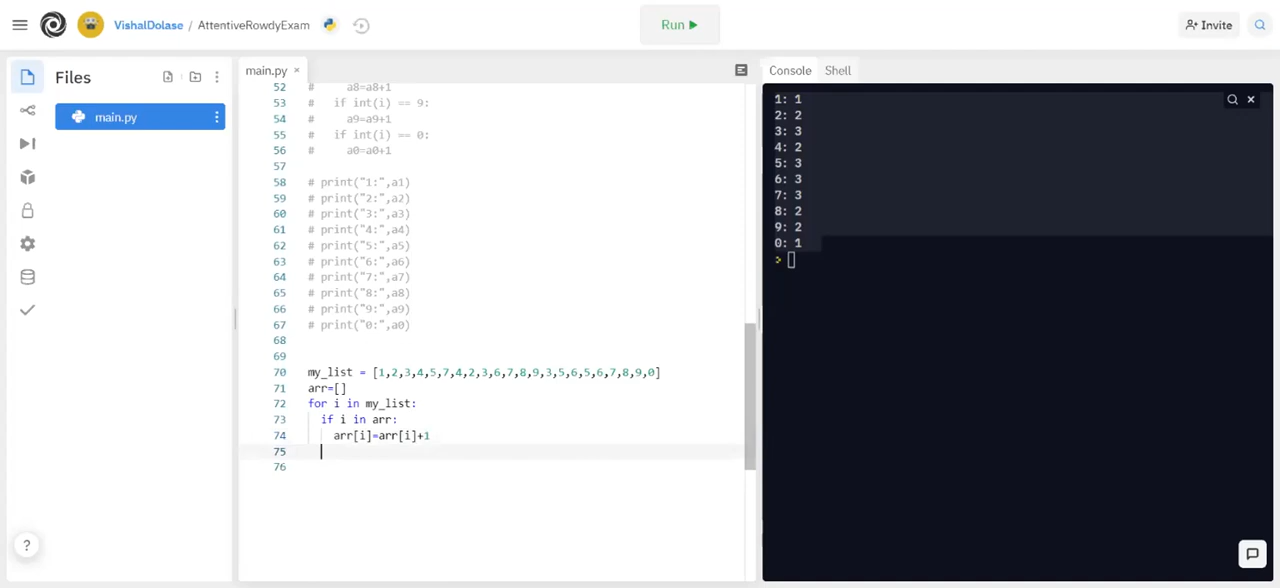 VishalDolase / AttentiveRowdyExam
Run
Invite
Files
main.py
main.py ×
52 # a8=a8+1
53 # if int(i) == 9:
54 # a9=a9+1
55 # if int(i) == 0:
56 # a0=a0+1
57
58 # print("1:",a1)
59 # print("2:",a2)
60 # print("3:",a3)
61 # print("4:",a4)
62 # print("5:",a5)
63 # print("6:",a6)
64 # print("7:",a7)
65 # print("8:",a8)
66 # print("9:",a9)
67 # print("0:",a0)
68
69
70 my_list = [1,2,3,4,5,7,4,2,3,6,7,8,9,3,5,6,5,6,7,8,9,0]
71 arr=[]
72 for i in my_list:
73 if i in arr:
74 arr[i]=arr[i]+1
75
76
Console Shell
1: 1
2: 2
3: 3
4: 2
5: 3
6: 3
7: 3
8: 2
9: 2
0: 1
>
?